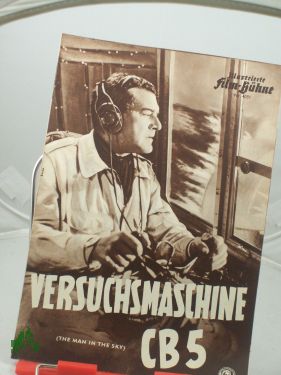 Illustrierte
Film-Bühne
VERSUCHSMASCHINE
(THE MAN IN THE SKY)
CB 5